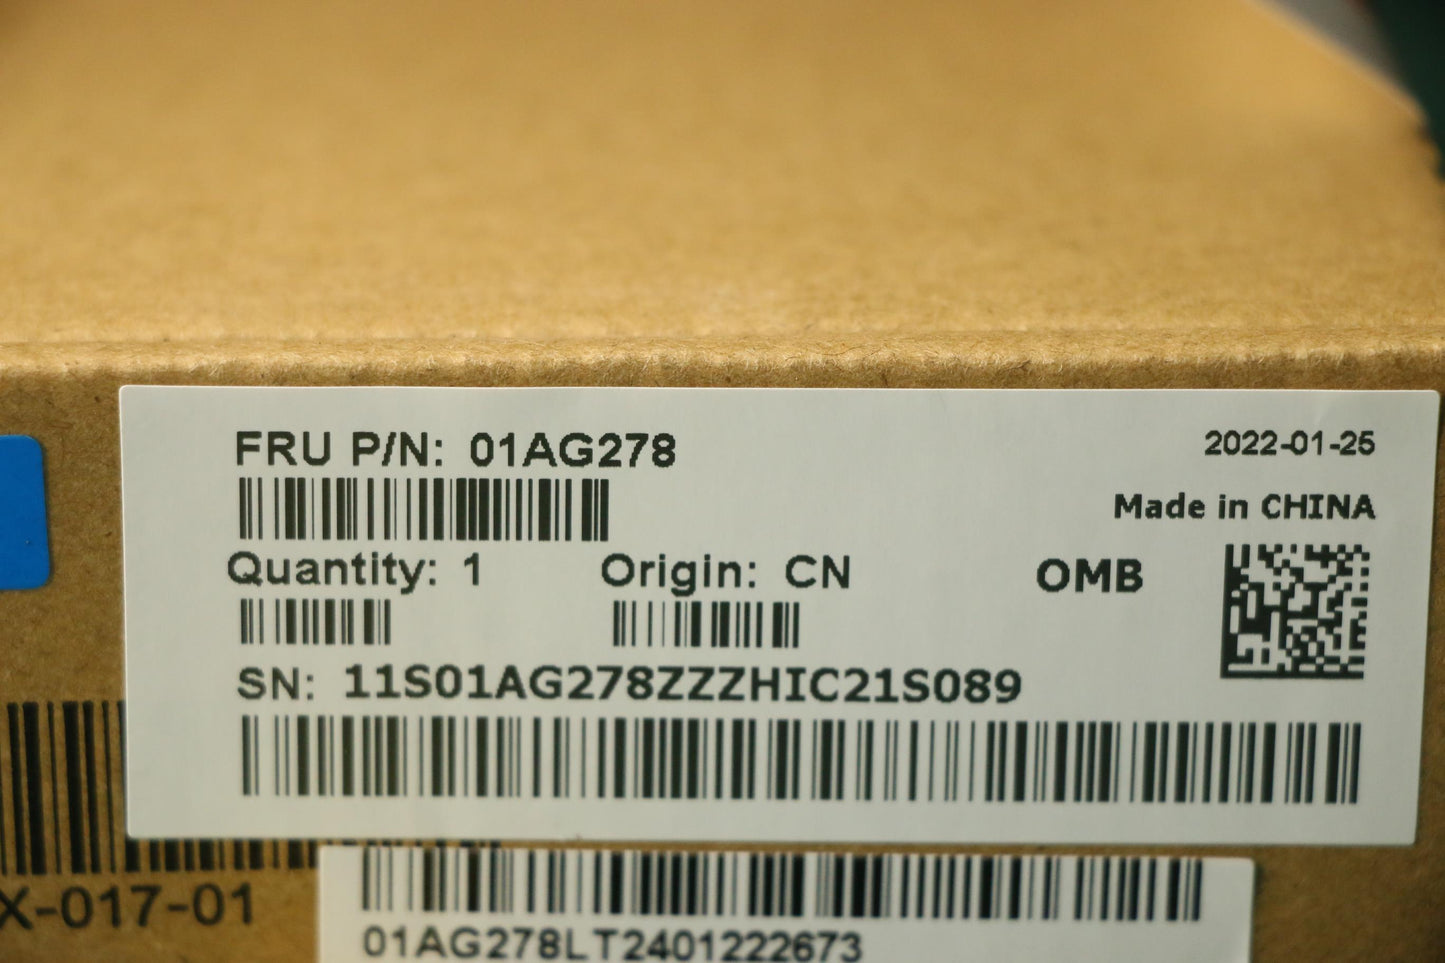 FRU P/N: 01AG278
2022-01-25
Made in CHINA
Quantity: 1 Origin: CN OMB
SN: 11S01AG278ZZZHIC21S089
X-017-01
01AG278LT2401222673